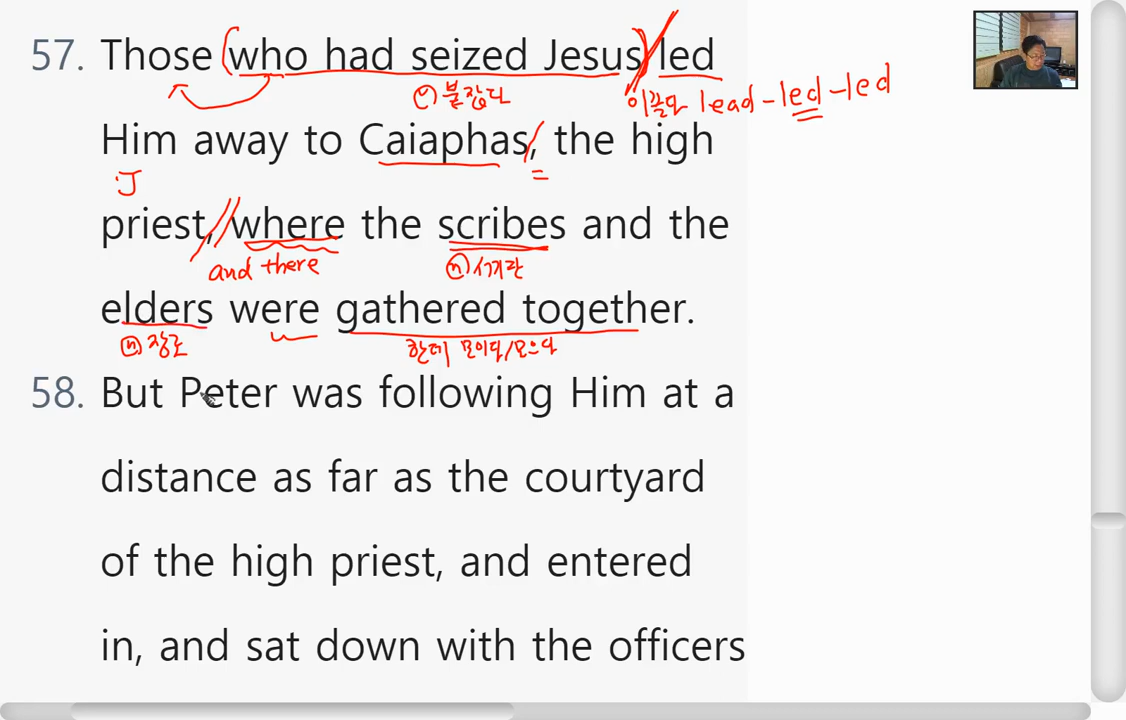 57. Those (who had seized Jesus) led
ⓥ 붙잡다 이끌다 lead-led-led
Him away to Caiaphas, the high
:J =
priest, where the scribes and the
and there ⓝ 서기관
elders were gathered together.
ⓝ 장로 한데 모이다/모으다
58. But Peter was following Him at a
distance as far as the courtyard
of the high priest, and entered
in, and sat down with the officers